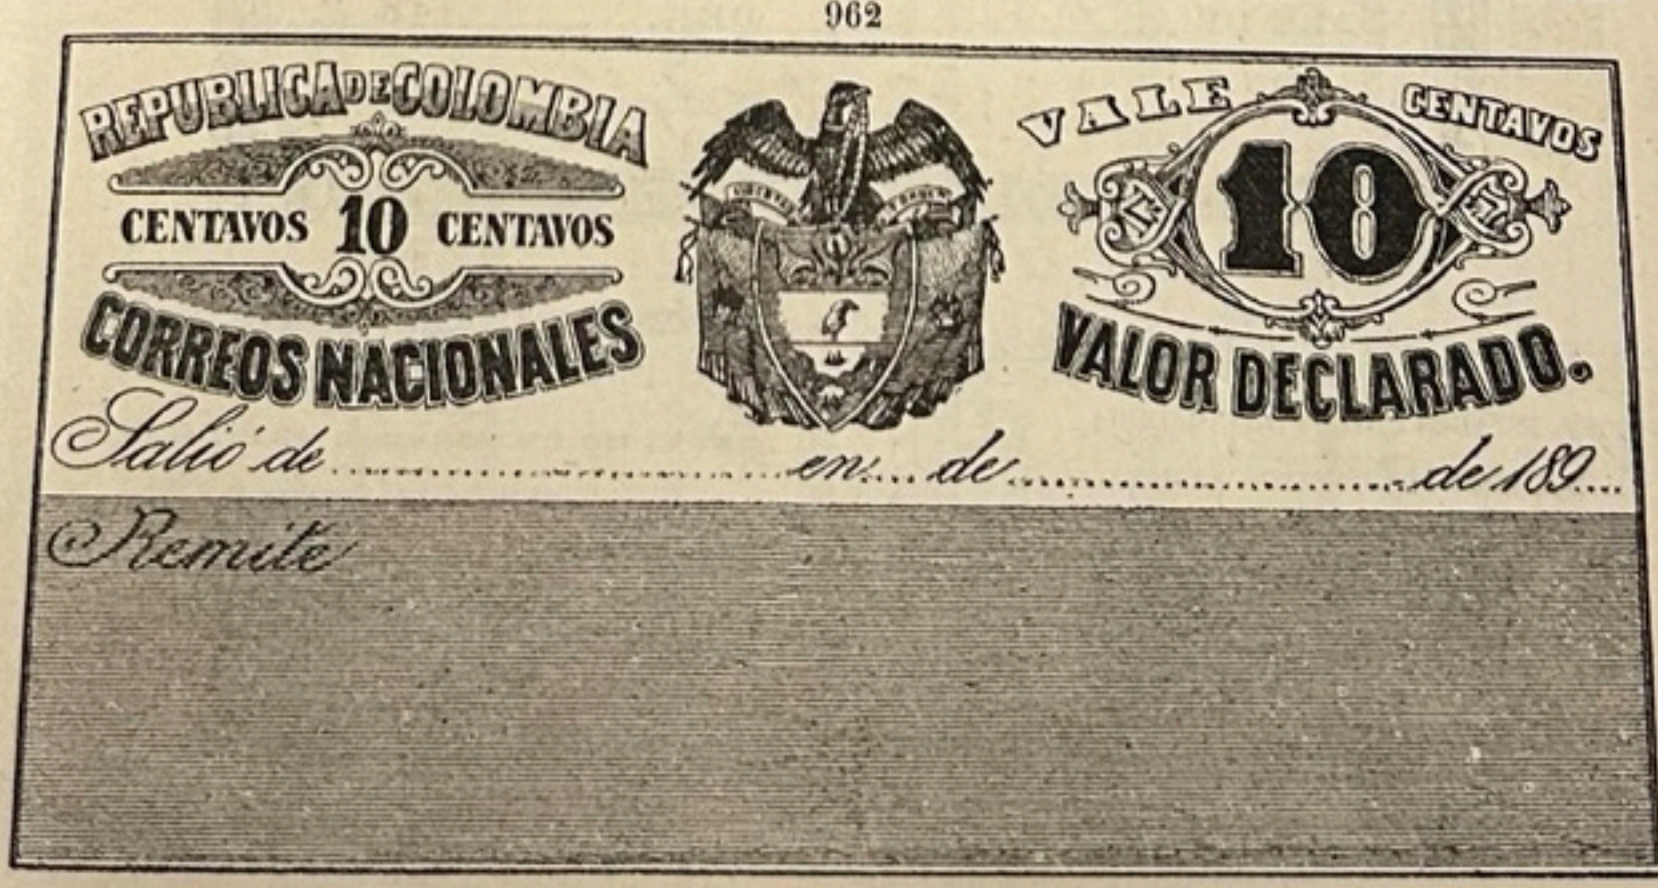 962
REPUBLICA DE COLOMBIA
CENTAVOS 10 CENTAVOS
CORREOS NACIONALES
VALE CENTAVOS
10
VALOR DECLARADO.
Salió de en de de 189
Remite